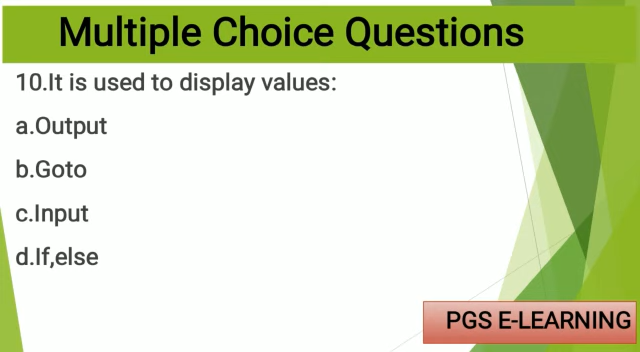 Multiple Choice Questions
10.It is used to display values:
a.Output
b.Goto
c.Input
d.If,else
PGS E-LEARNING